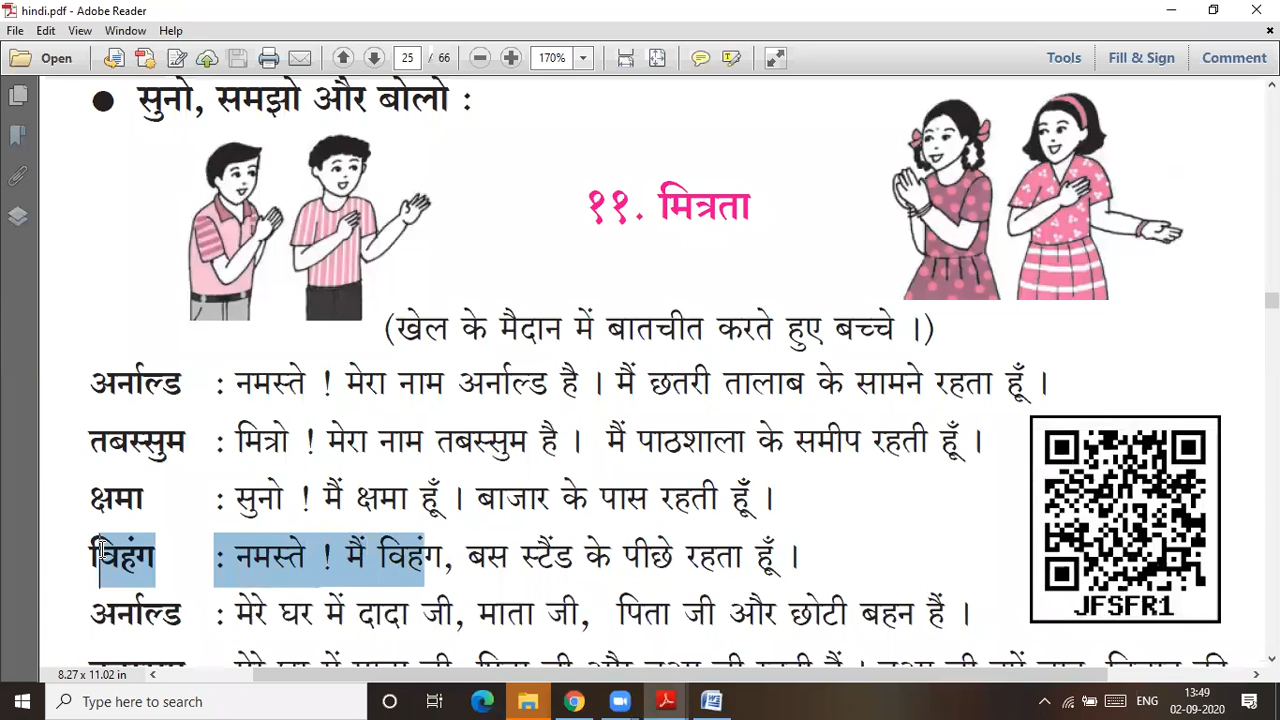 hindi.pdf - Adobe Reader
File Edit View Window Help
Open 25 / 66 170% Tools Fill & Sign Comment
● सुनो, समझो और बोलो :
११. मित्रता
(खेल के मैदान में बातचीत करते हुए बच्चे ।)
अर्नाल्ड : नमस्ते ! मेरा नाम अर्नाल्ड है । मैं छतरी तालाब के सामने रहता हूँ ।
तबस्सुम : मित्रो ! मेरा नाम तबस्सुम है । मैं पाठशाला के समीप रहती हूँ ।
क्षमा : सुनो ! मैं क्षमा हूँ । बाजार के पास रहती हूँ ।
विहंग : नमस्ते ! मैं विहंग, बस स्टैंड के पीछे रहता हूँ ।
JFSFR1
अर्नाल्ड : मेरे घर में दादा जी, माता जी, पिता जी और छोटी बहन हैं ।
8.27 x 11.02 in
Type here to search
ENG
13:49
02-09-2020